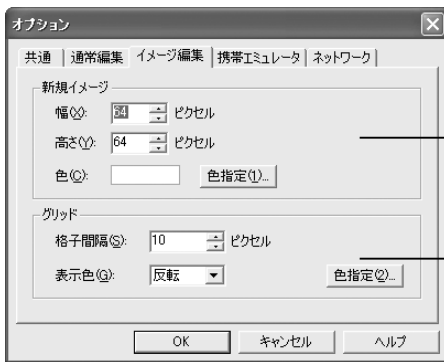 オプション
共通 通常編集 イメージ編集 携帯エミュレータ ネットワーク
新規イメージ
幅(X): 64 ピクセル
高さ(Y): 64 ピクセル
色(C): 色指定(1)...
グリッド
格子間隔(S): 10 ピクセル
表示色(G): 反転 色指定(2)...
OK キャンセル ヘルプ